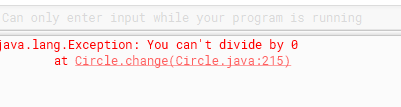 Can only enter input while your program is running
java.lang.Exception: You can't divide by 0
at Circle.change(Circle.java:215)